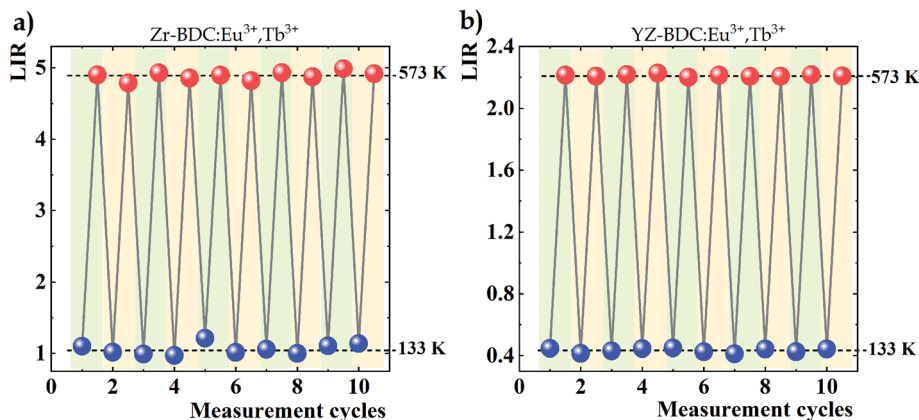 a)
Zr-BDC:Eu³⁺,Tb³⁺
LIR
5
4
3
2
1
573 K
133 K
0 2 4 6 8 10
Measurement cycles
b)
YZ-BDC:Eu³⁺,Tb³⁺
LIR
2.4
2.0
1.6
1.2
0.8
0.4
573 K
133 K
0 2 4 6 8 10
Measurement cycles